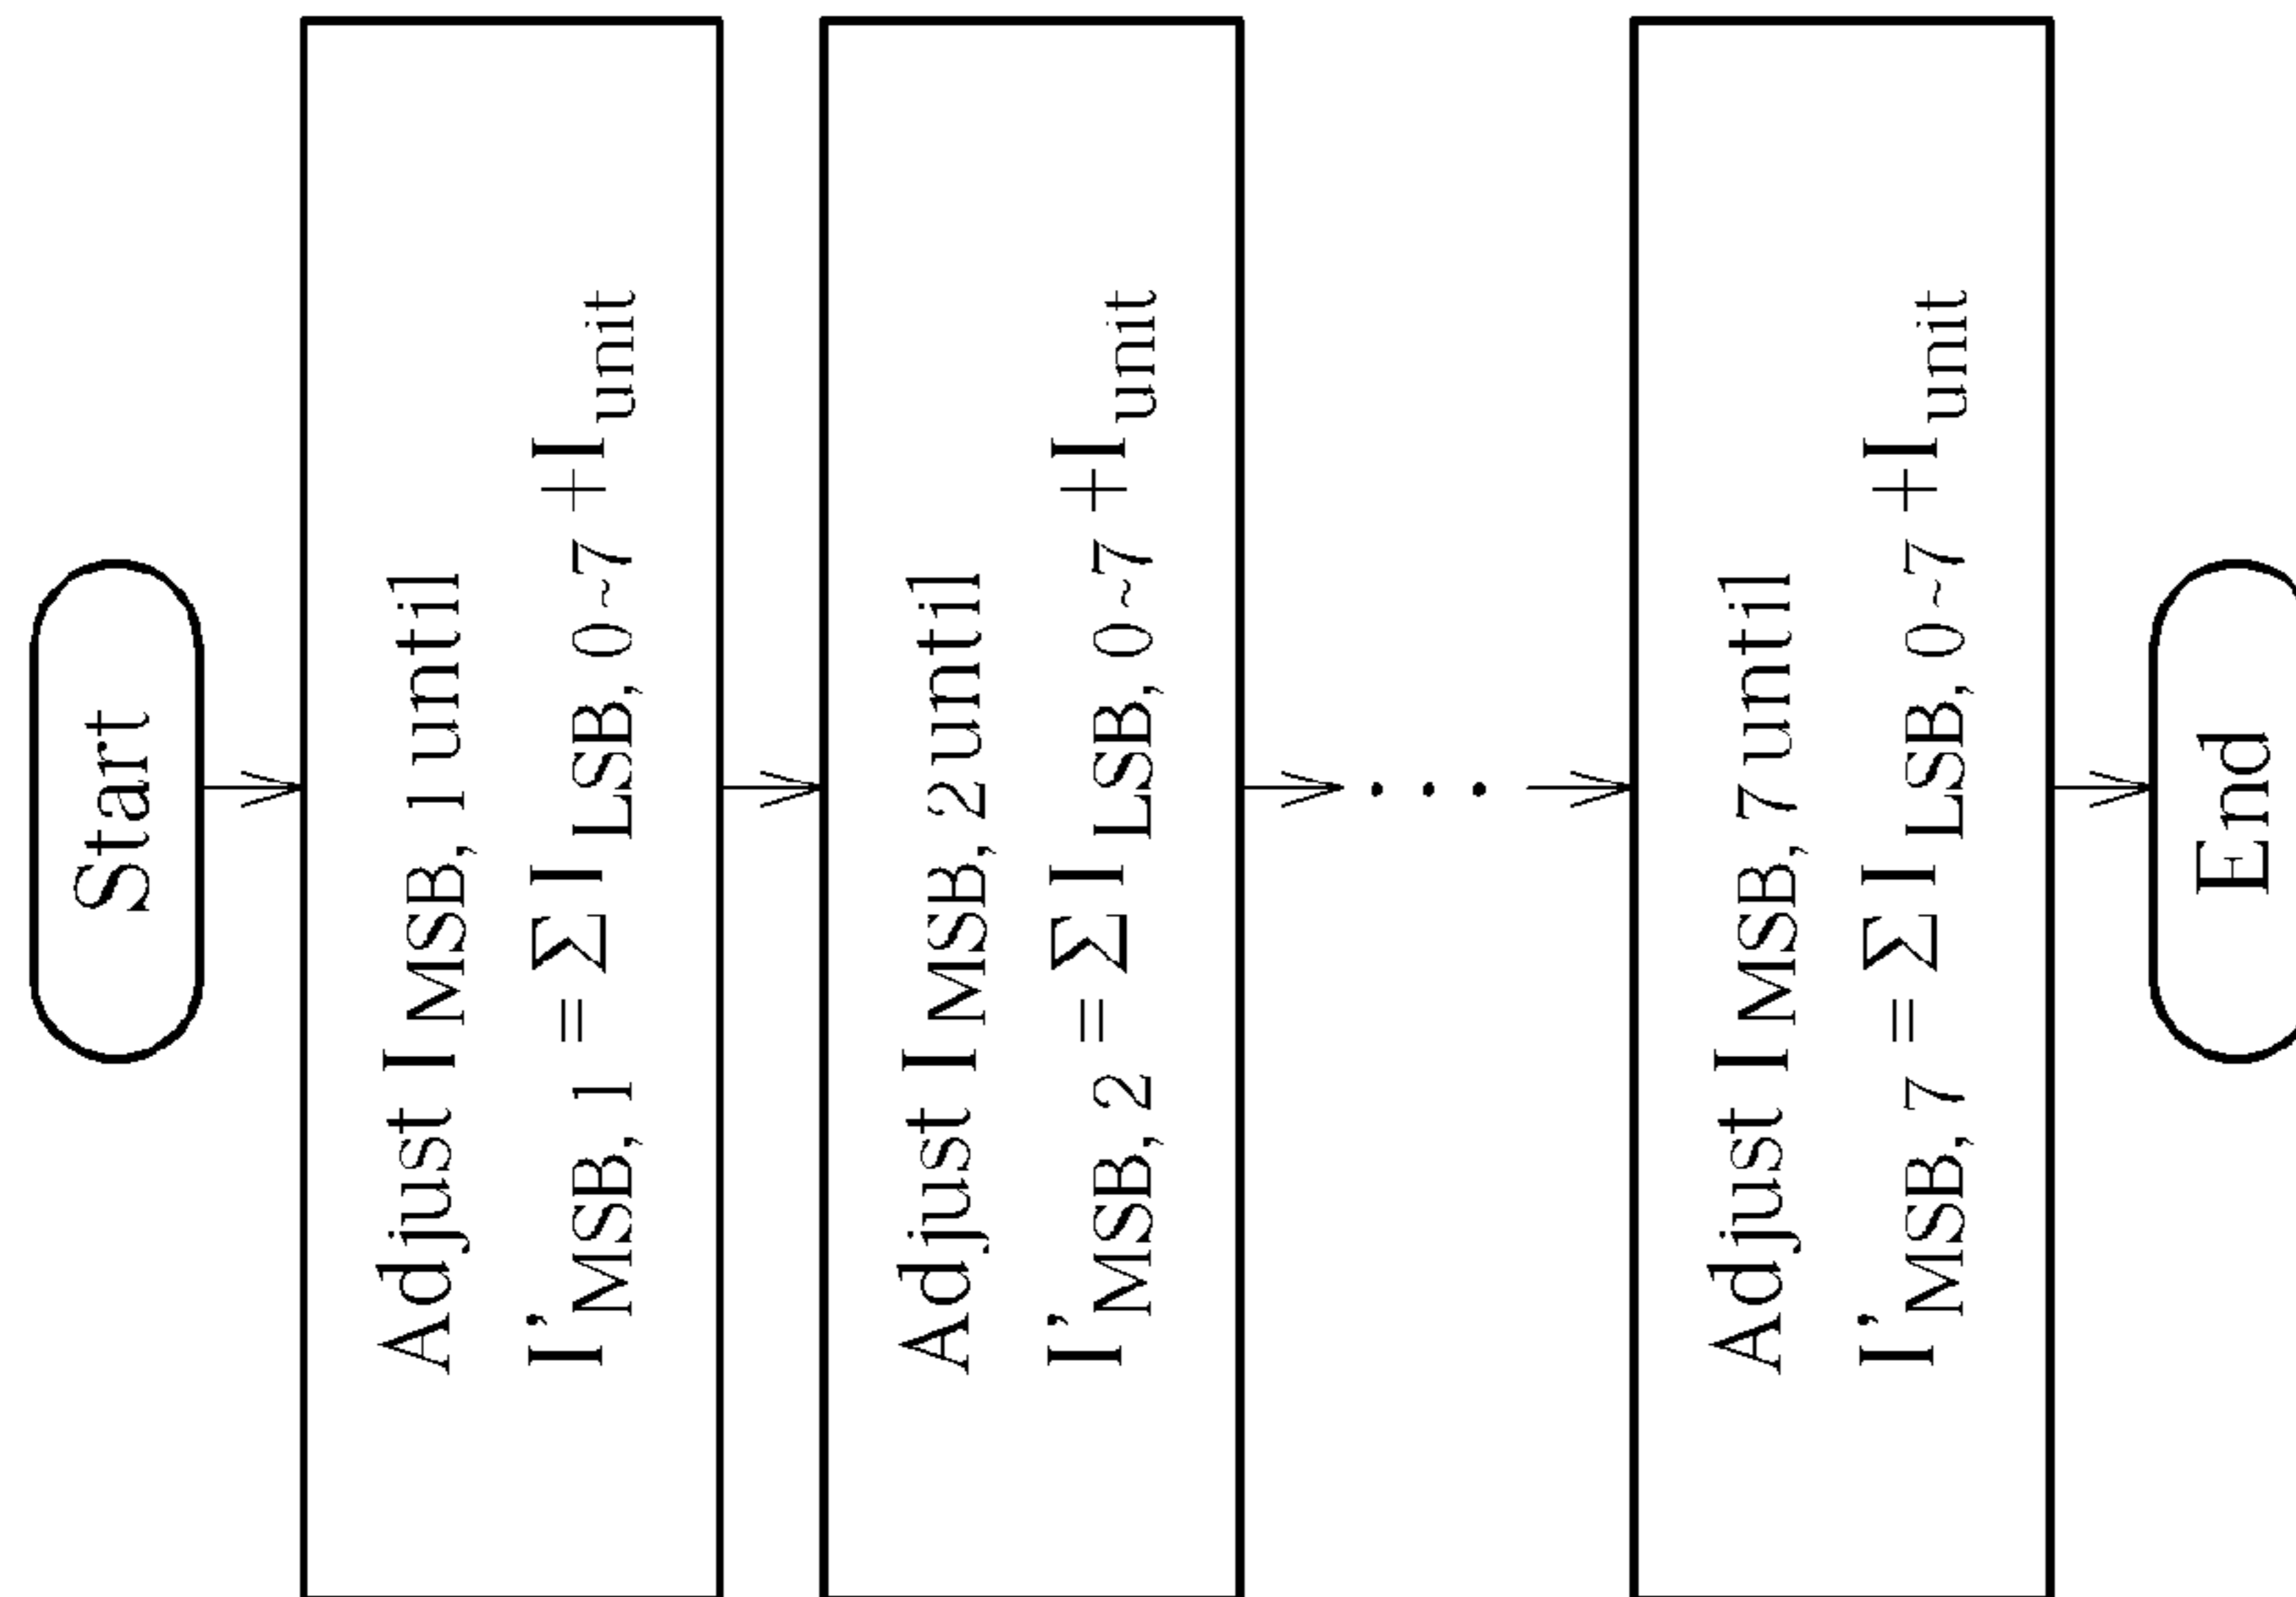 Start
Adjust I MSB, 1 until
I’MSB, 1 = Σ I LSB, 0~7 +Iunit
Adjust I MSB, 2 until
I’MSB, 2 = Σ I LSB, 0~7 +Iunit
· · ·
Adjust I MSB, 7 until
I’MSB, 7 = Σ I LSB, 0~7 +Iunit
End